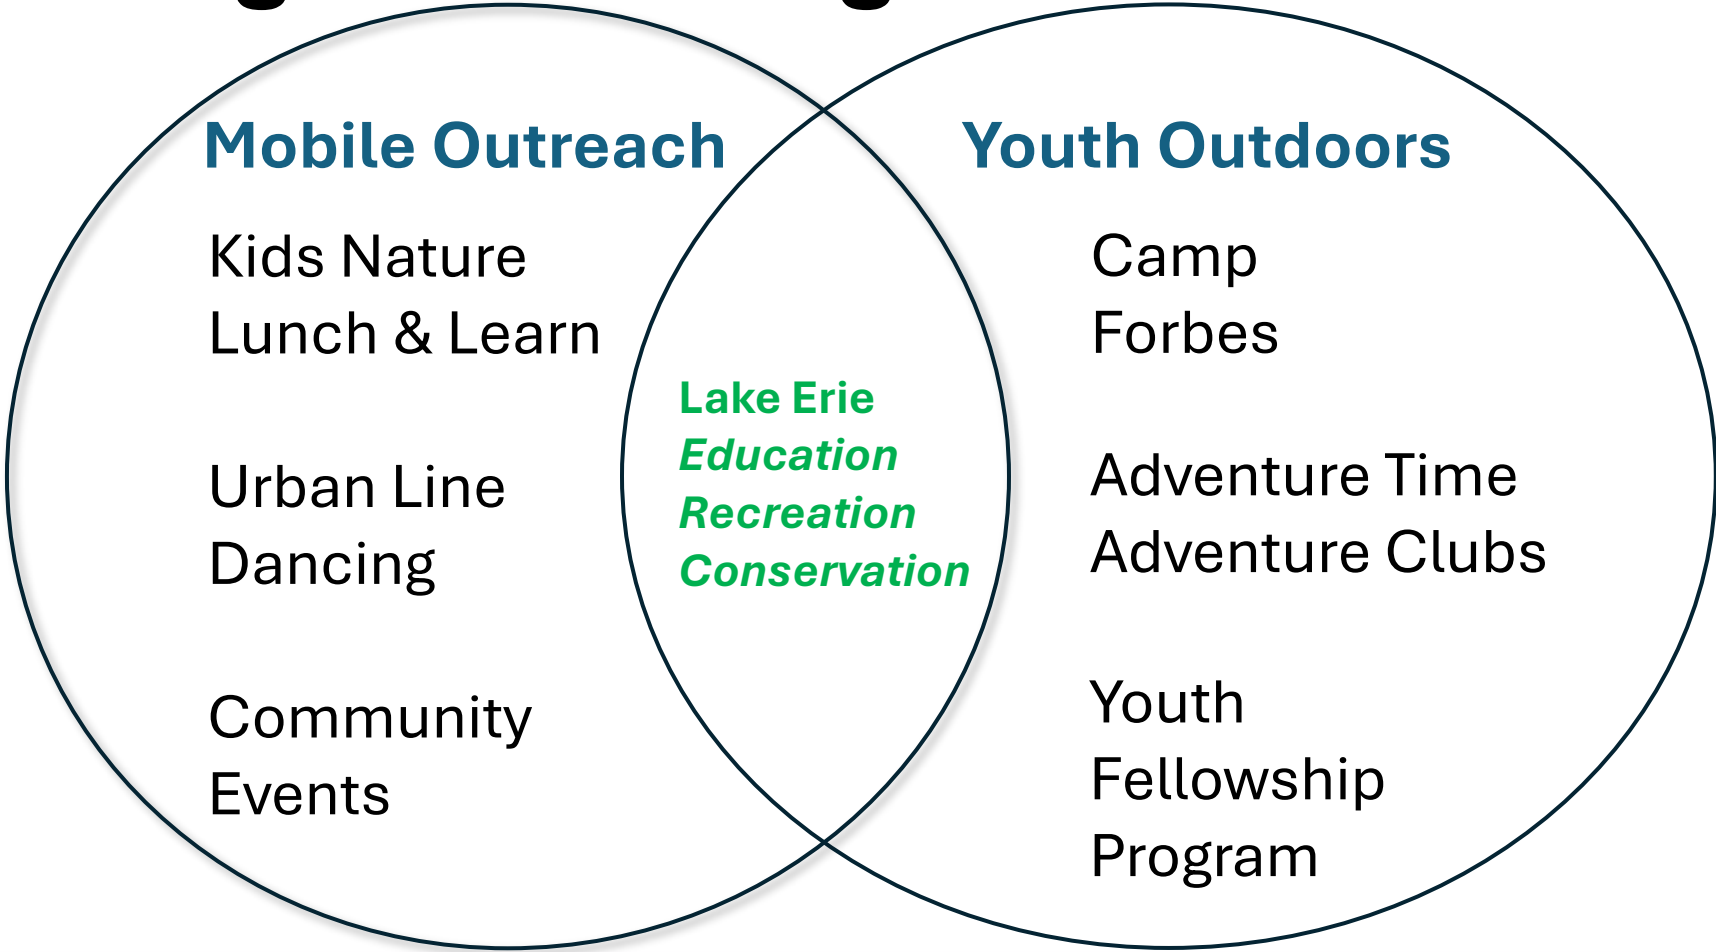 Mobile Outreach
Kids Nature
Lunch & Learn
Urban Line
Dancing
Community
Events
Lake Erie
Education
Recreation
Conservation
Youth Outdoors
Camp
Forbes
Adventure Time
Adventure Clubs
Youth
Fellowship
Program